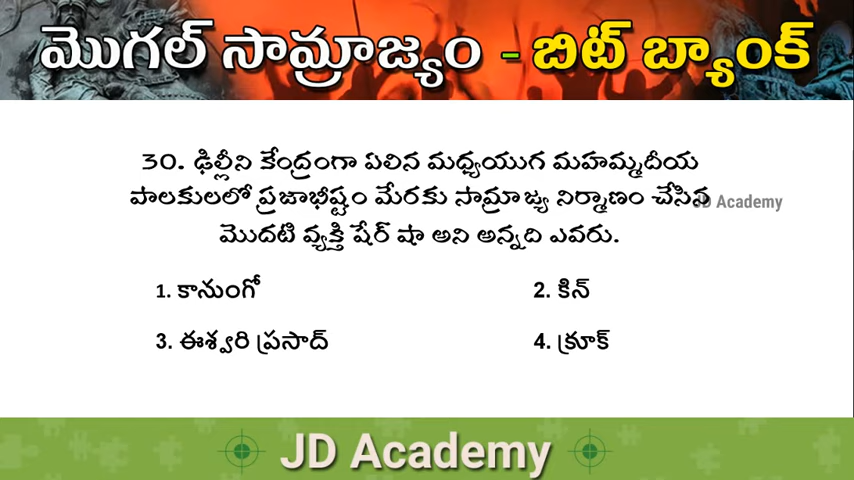 మొగల్ సామ్రాజ్యం - బిట్ బ్యాంక్
30. ఢిల్లీని కేంద్రంగా ఏలిన మధ్యయుగ మహమ్మదీయ
పాలకులలో ప్రజాభీష్టం మేరకు సామ్రాజ్య నిర్మాణం చేసిన
JD Academy
మొదటి వ్యక్తి షేర్ షా అని అన్నది ఎవరు.
1. కానుంగో
2. కిన్
3. ఈశ్వరి ప్రసాద్
4. క్రూక్
JD Academy